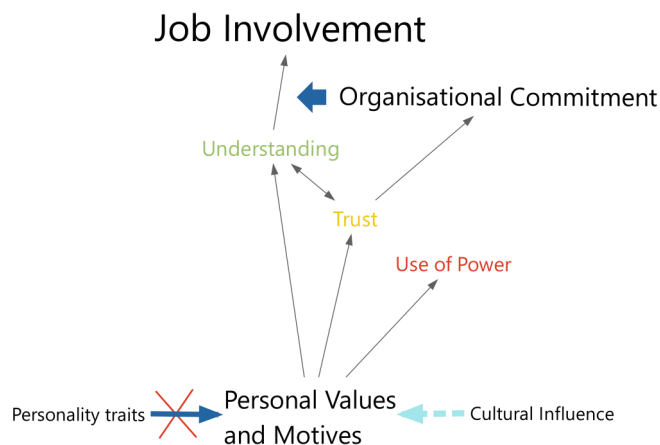 Job Involvement
Organisational Commitment
Understanding
Trust
Use of Power
Personality traits
Personal Values
and Motives
Cultural Influence